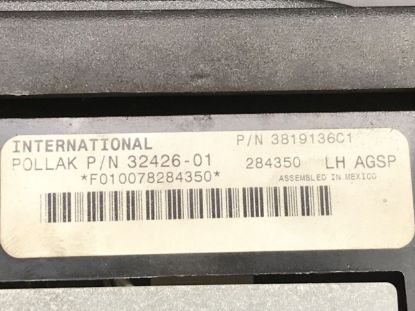 INTERNATIONAL P/N 3819136C1
POLLAK P/N 32426-01 284350 LH AGSP
*F010078284350* ASSEMBLED IN MEXICO